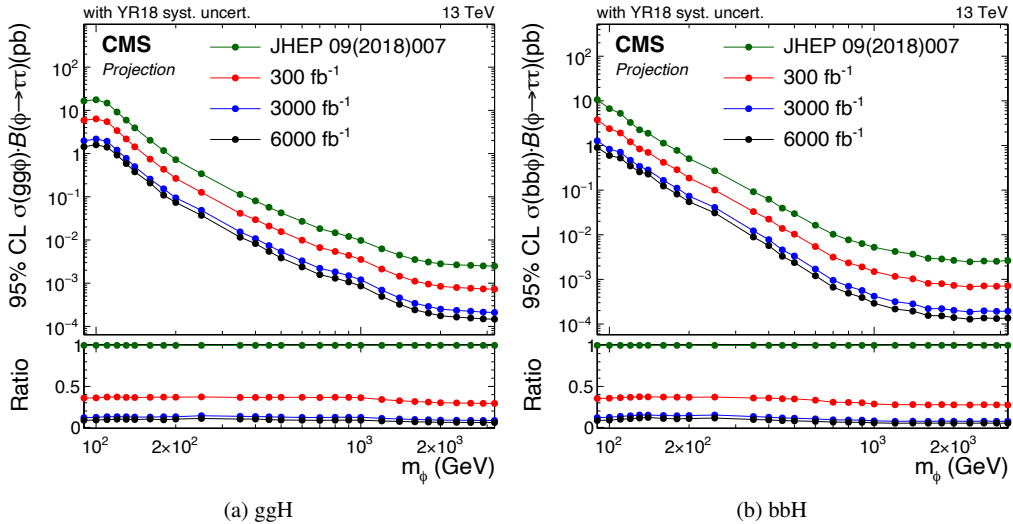 with YR18 syst. uncert. 13 TeV
CMS
Projection
JHEP 09(2018)007
300 fb⁻¹
3000 fb⁻¹
6000 fb⁻¹
95% CL σ(ggϕ)·B(ϕ→ττ)(pb)
10²
10
1
10⁻¹
10⁻²
10⁻³
10⁻⁴
Ratio
1
0.5
0
10² 2×10² 10³ 2×10³
m_ϕ (GeV)
(a) ggH
with YR18 syst. uncert. 13 TeV
CMS
Projection
JHEP 09(2018)007
300 fb⁻¹
3000 fb⁻¹
6000 fb⁻¹
95% CL σ(bbϕ)·B(ϕ→ττ)(pb)
10²
10
1
10⁻¹
10⁻²
10⁻³
10⁻⁴
Ratio
1
0.5
0
10² 2×10² 10³ 2×10³
m_ϕ (GeV)
(b) bbH